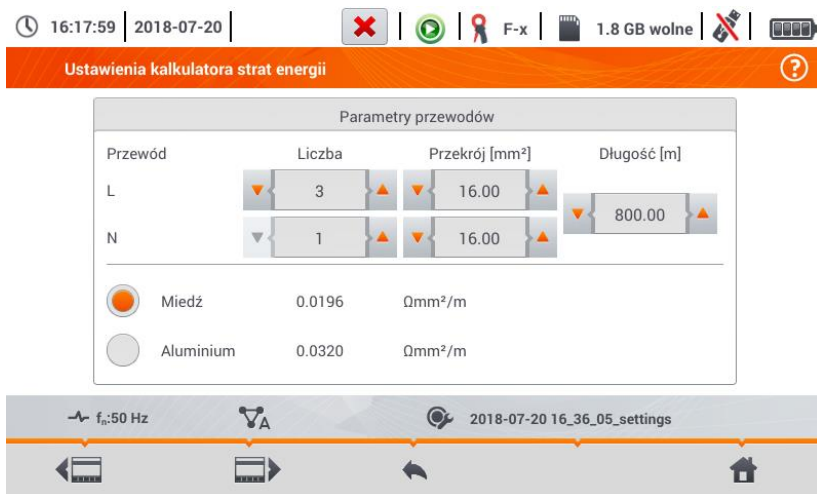 16:17:59 2018-07-20 F-x 1.8 GB wolne
Ustawienia kalkulatora strat energii ?
Parametry przewodów
Przewód Liczba Przekrój [mm²] Długość [m]
L 3 16.00
800.00
N 1 16.00
Miedź 0.0196 Ωmm²/m
Aluminium 0.0320 Ωmm²/m
fₙ:50 Hz A 2018-07-20 16_36_05_settings